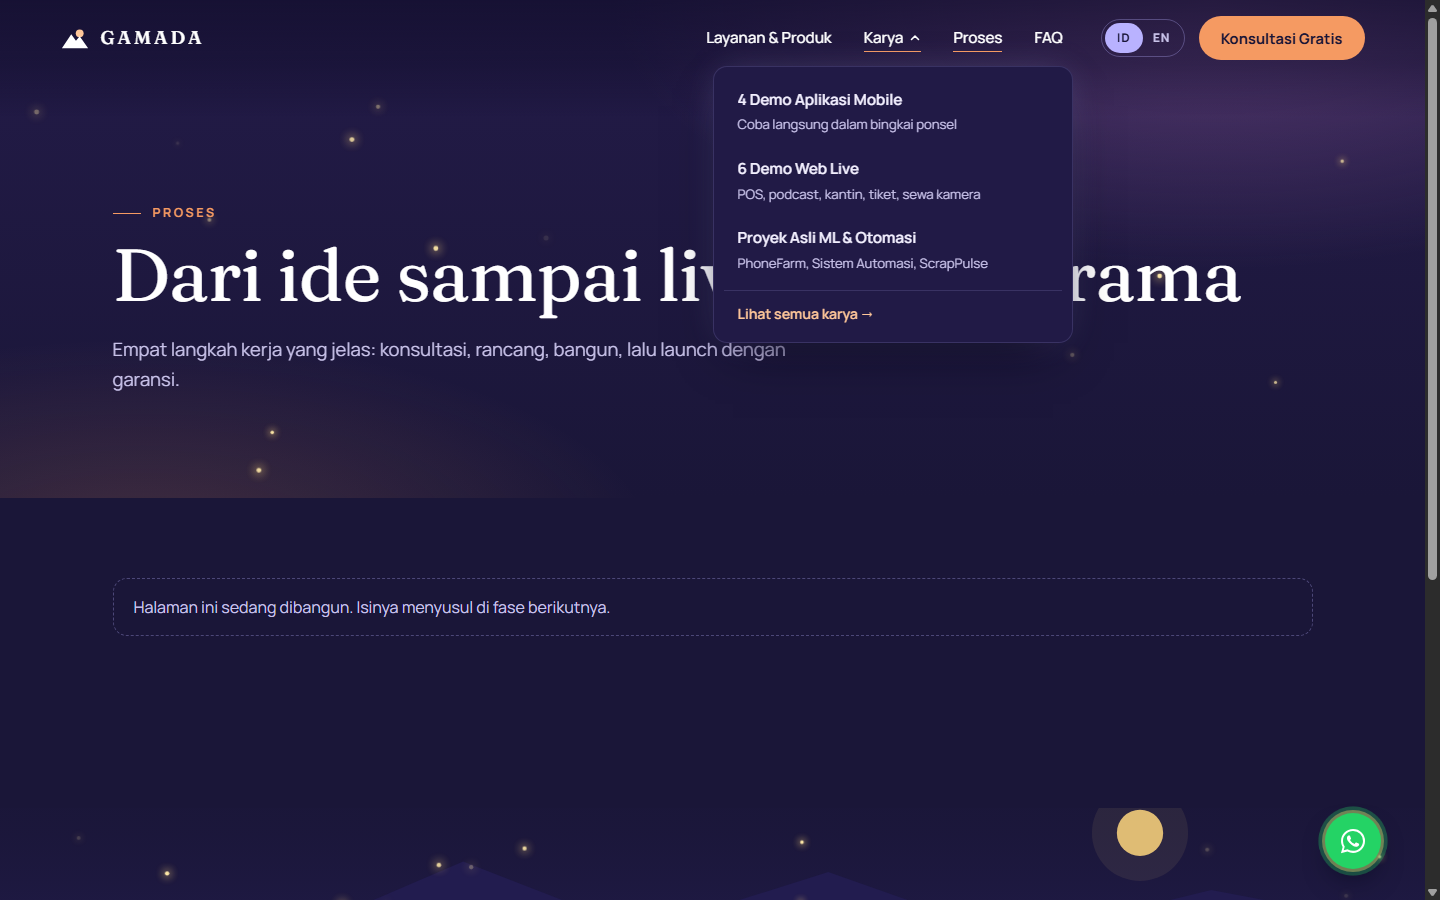 GAMADA
Layanan & Produk
Karya
Proses
FAQ
ID
EN
Konsultasi Gratis
4 Demo Aplikasi Mobile
Coba langsung dalam bingkai ponsel
6 Demo Web Live
POS, podcast, kantin, tiket, sewa kamera
Proyek Asli ML & Otomasi
PhoneFarm, Sistem Automasi, ScrapPulse
Lihat semua karya →
PROSES
Dari ide sampai
Empat langkah kerja yang jelas: konsultasi, rancang, bangun, lalu launch dengan
garansi.
Halaman ini sedang dibangun. Isinya menyusul di fase berikutnya.